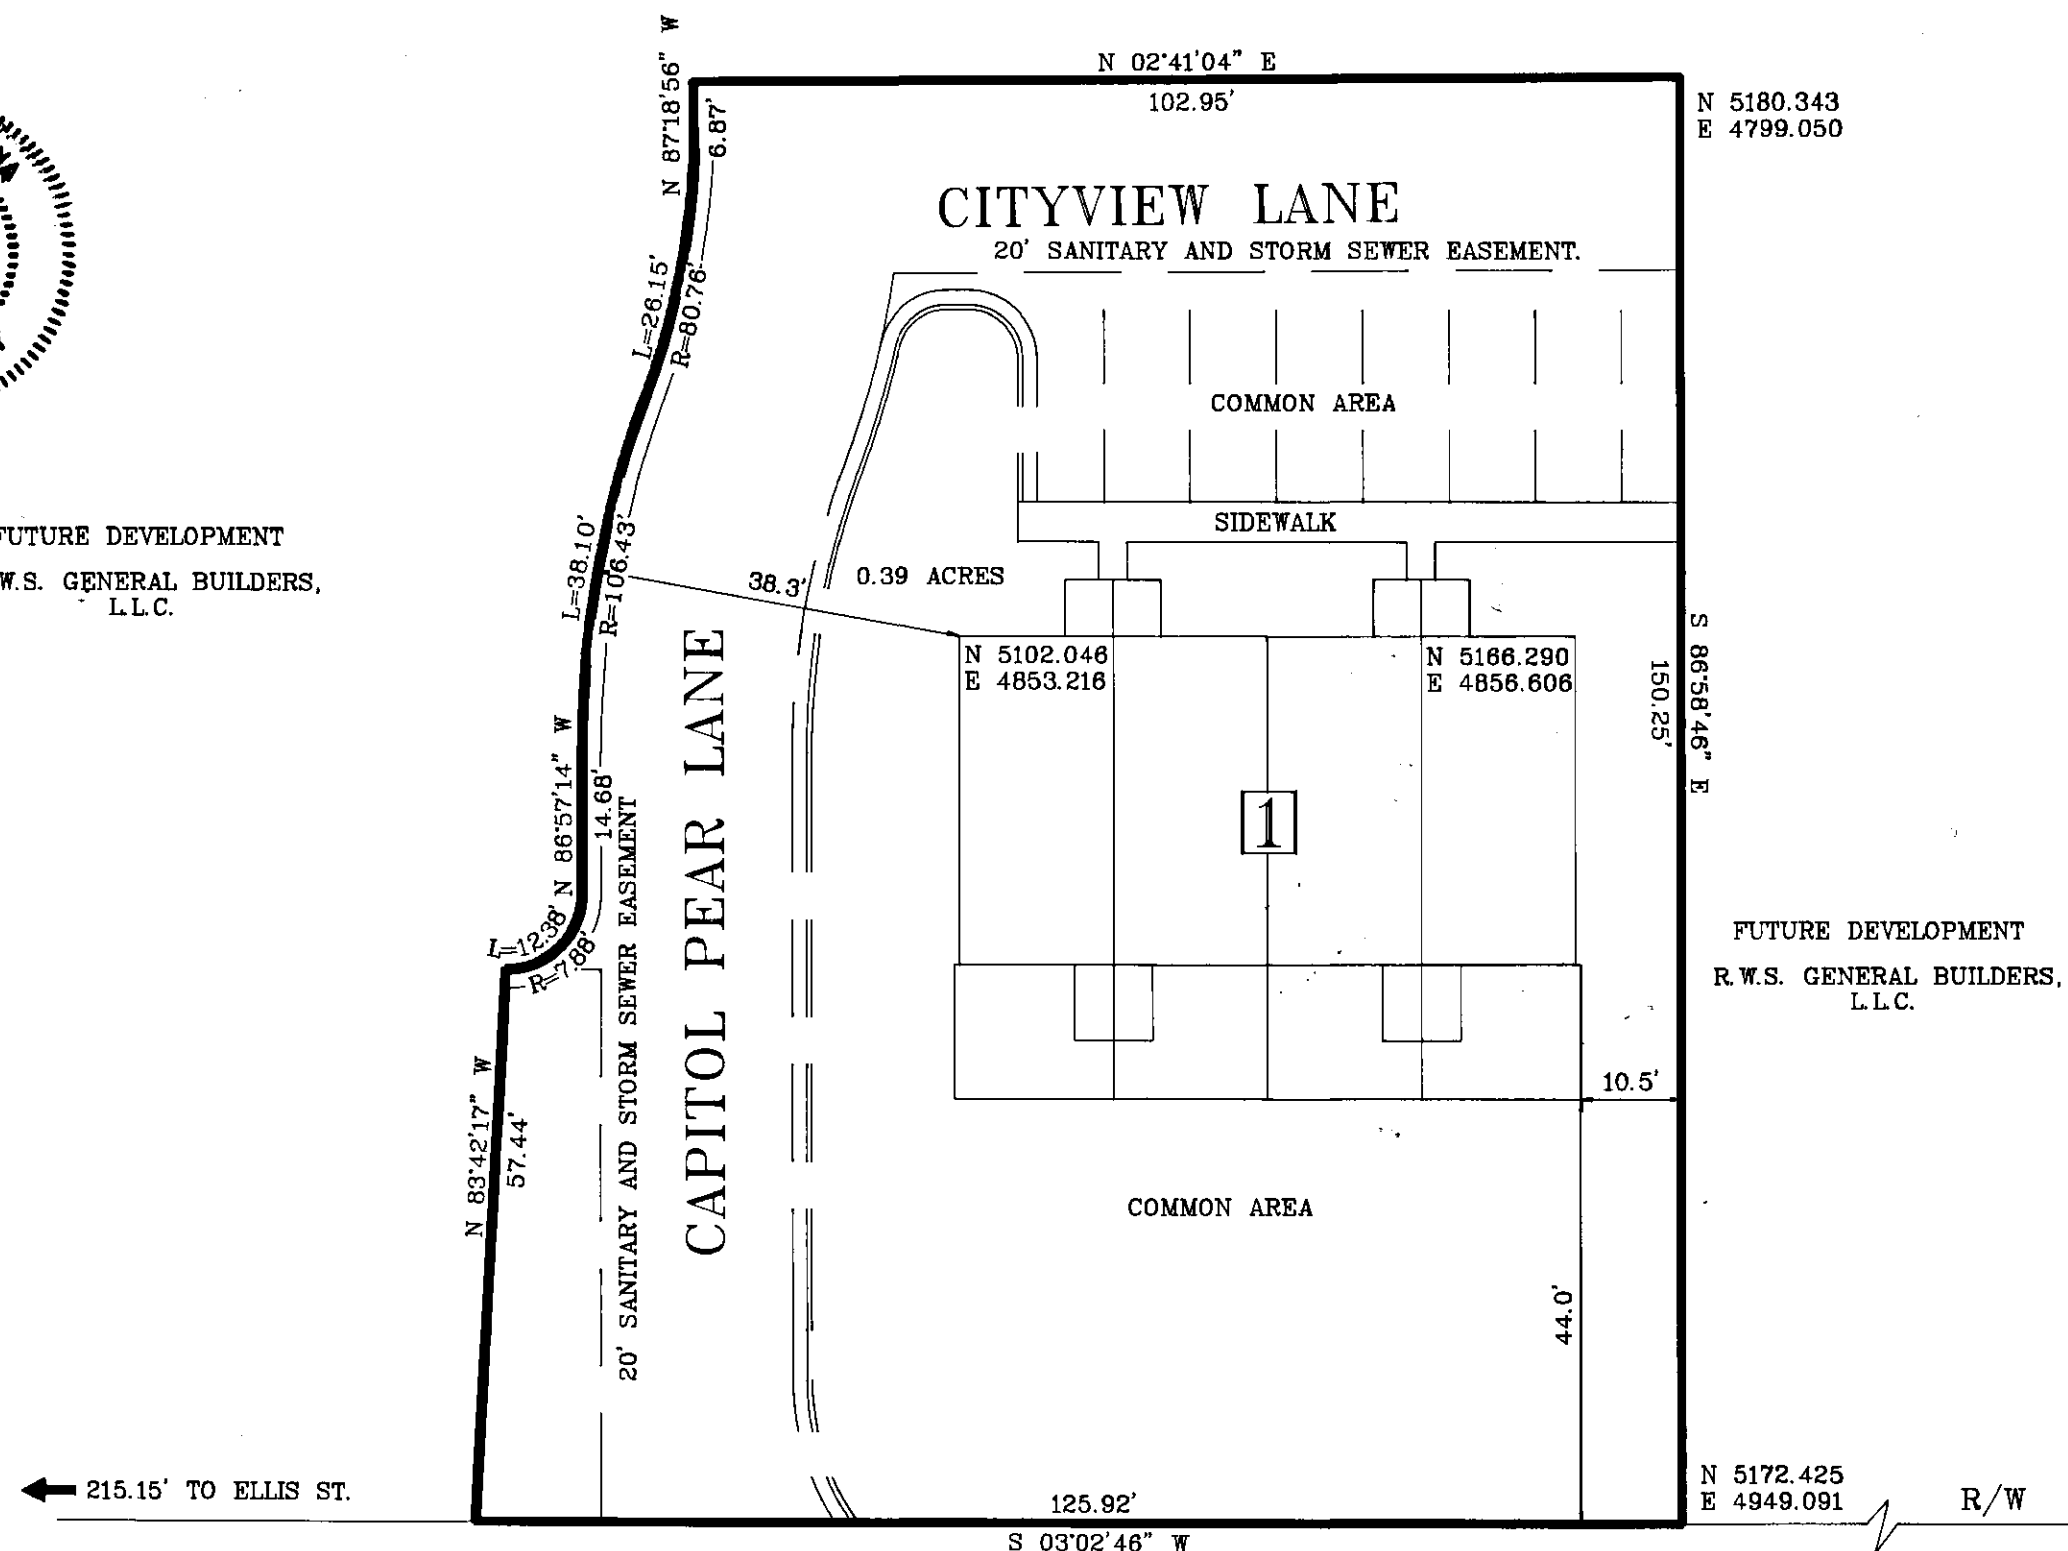 N 02°41'04" E
102.95'
N 87°18'56" W
6.87'
N 5180.343
E 4799.050
CITYVIEW LANE
20' SANITARY AND STORM SEWER EASEMENT.
L=26.15'
R=80.76'
COMMON AREA
SIDEWALK
FUTURE DEVELOPMENT
W.S. GENERAL BUILDERS,
L.L.C.
L=38.10'
R=106.43'
38.3'
0.39 ACRES
N 5102.046
E 4853.216
N 5166.290
E 4856.606
S 86°58'46" E
150.25'
N 86°57'14" W
14.68'
CAPITOL PEAR LANE
20' SANITARY AND STORM SEWER EASEMENT
1
L=12.38'
R=7.88'
FUTURE DEVELOPMENT
R.W.S. GENERAL BUILDERS,
L.L.C.
10.5'
N 83°42'17" W
57.44'
COMMON AREA
44.0'
215.15' TO ELLIS ST.
125.92'
S 03°02'46" W
N 5172.425
E 4949.091
R/W